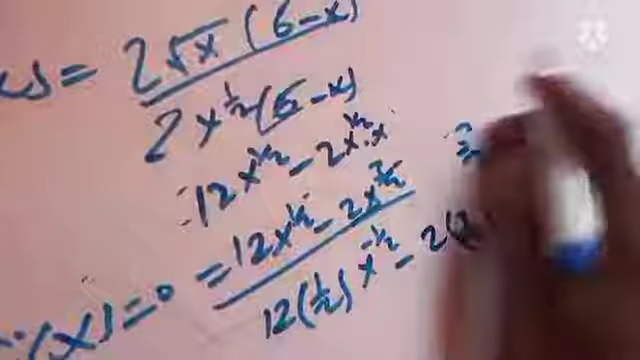 x) = 2√x (6-x)
2x^½ (6-x)
= 12x^½ - 2x^½·x
= 12x^½ - 2x^3/2
(x) = 0 12(½) x^-½ - 2(